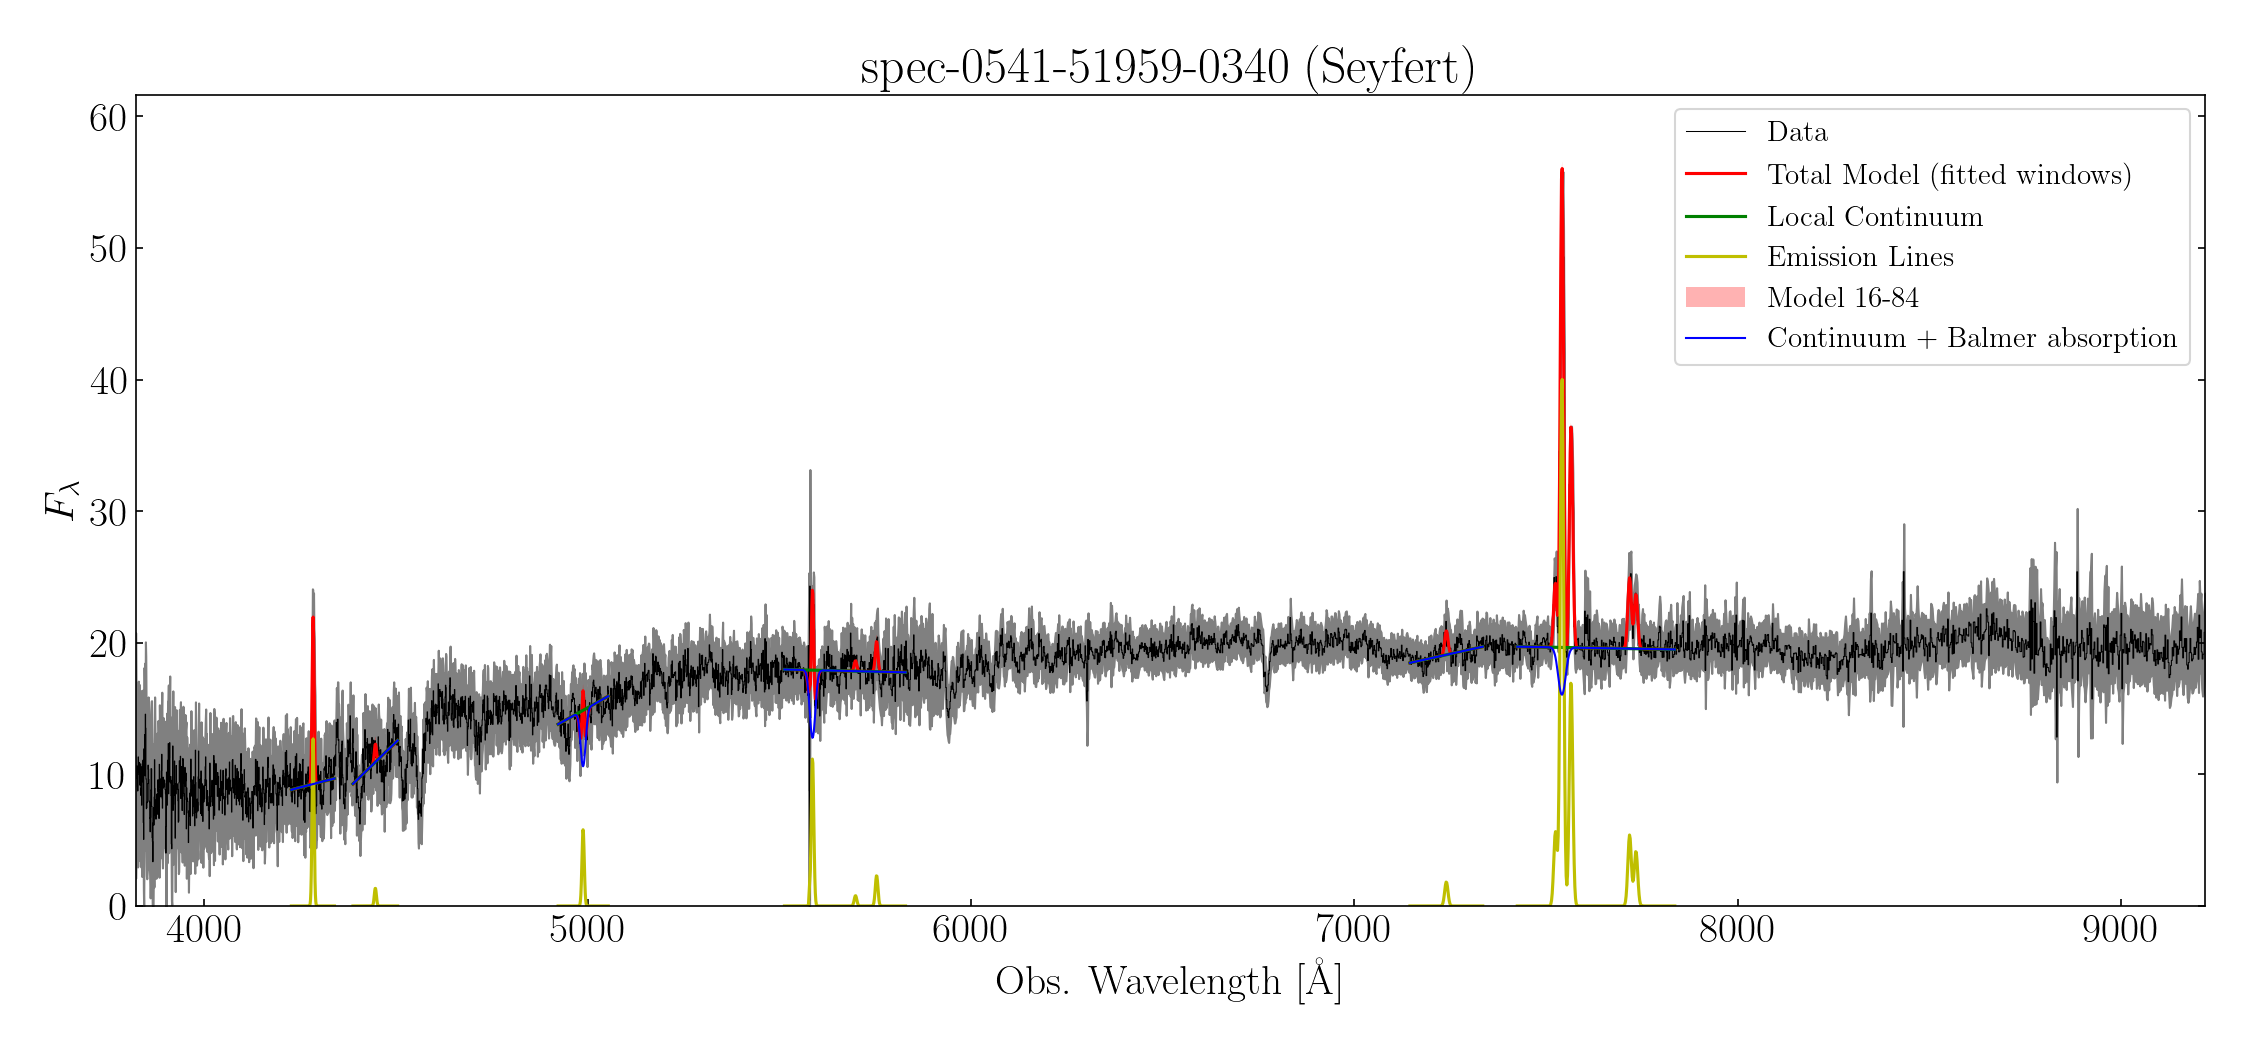 spec-0541-51959-0340 (Seyfert)
60
50
40
30
20
10
0
F_λ
Data
Total Model (fitted windows)
Local Continuum
Emission Lines
Model 16-84
Continuum + Balmer absorption
4000
5000
6000
7000
8000
9000
Obs. Wavelength [Å]